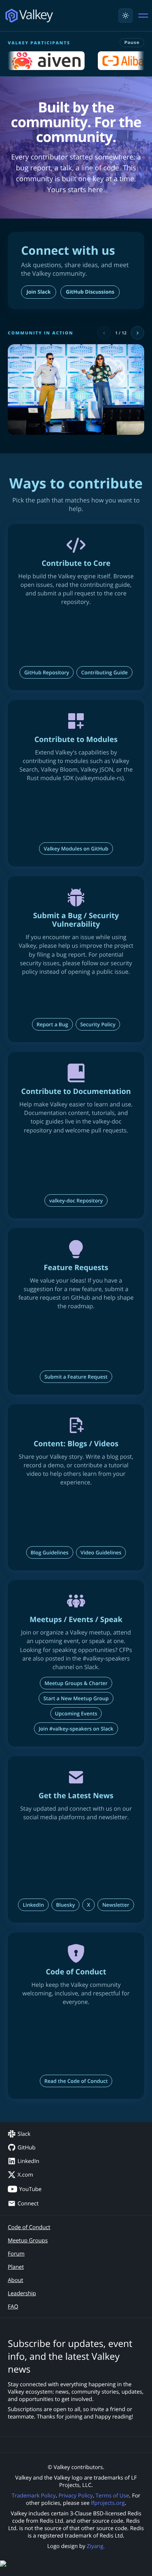 Valkey
VALKEY PARTICIPANTS
Pause
aiven
Alibaba
Built by the
community. For the
community.
Every contributor started somewhere, a
bug report, a talk, a line of code. This
community is built one key at a time.
Yours starts here.
Connect with us
Ask questions, share ideas, and meet
the Valkey community.
Join Slack
GitHub Discussions
COMMUNITY IN ACTION
1 / 12
Ways to contribute
Pick the path that matches how you want to
help.
Contribute to Core
Help build the Valkey engine itself. Browse
open issues, read the contributing guide,
and submit a pull request to the core
repository.
GitHub Repository
Contributing Guide
Contribute to Modules
Extend Valkey's capabilities by
contributing to modules such as Valkey
Search, Valkey Bloom, Valkey JSON, or the
Rust module SDK (valkeymodule-rs).
Valkey Modules on GitHub
Submit a Bug / Security
Vulnerability
If you encounter an issue while using
Valkey, please help us improve the project
by filing a bug report. For potential
security issues, please follow our security
policy instead of opening a public issue.
Report a Bug
Security Policy
Contribute to Documentation
Help make Valkey easier to learn and use.
Documentation content, tutorials, and
topic guides live in the valkey-doc
repository and welcome pull requests.
valkey-doc Repository
Feature Requests
We value your ideas! If you have a
suggestion for a new feature, submit a
feature request on GitHub and help shape
the roadmap.
Submit a Feature Request
Content: Blogs / Videos
Share your Valkey story. Write a blog post,
record a demo, or contribute a tutorial
video to help others learn from your
experience.
Blog Guidelines
Video Guidelines
Meetups / Events / Speak
Join or organize a Valkey meetup, attend
an upcoming event, or speak at one.
Looking for speaking opportunities? CFPs
are also posted in the #valkey-speakers
channel on Slack.
Meetup Groups & Charter
Start a New Meetup Group
Upcoming Events
Join #valkey-speakers on Slack
Get the Latest News
Stay updated and connect with us on our
social media platforms and newsletter.
LinkedIn
Bluesky
X
Newsletter
Code of Conduct
Help keep the Valkey community
welcoming, inclusive, and respectful for
everyone.
Read the Code of Conduct
Slack
GitHub
LinkedIn
X.com
YouTube
Connect
Code of Conduct
Meetup Groups
Forum
Planet
About
Leadership
FAQ
Subscribe for updates, event
info, and the latest Valkey
news
Stay connected with everything happening in the
Valkey ecosystem: news, community stories, updates,
and opportunities to get involved.
Subscriptions are open to all, so invite a friend or
teammate. Thanks for joining and happy reading!
© Valkey contributors.
Valkey and the Valkey logo are trademarks of LF
Projects, LLC.
Trademark Policy, Privacy Policy, Terms of Use. For
other policies, please see lfprojects.org.
Valkey includes certain 3-Clause BSD-licensed Redis
code from Redis Ltd. and other source code. Redis
Ltd. is not the source of that other source code. Redis
is a registered trademark of Redis Ltd.
Logo design by Ziyang.